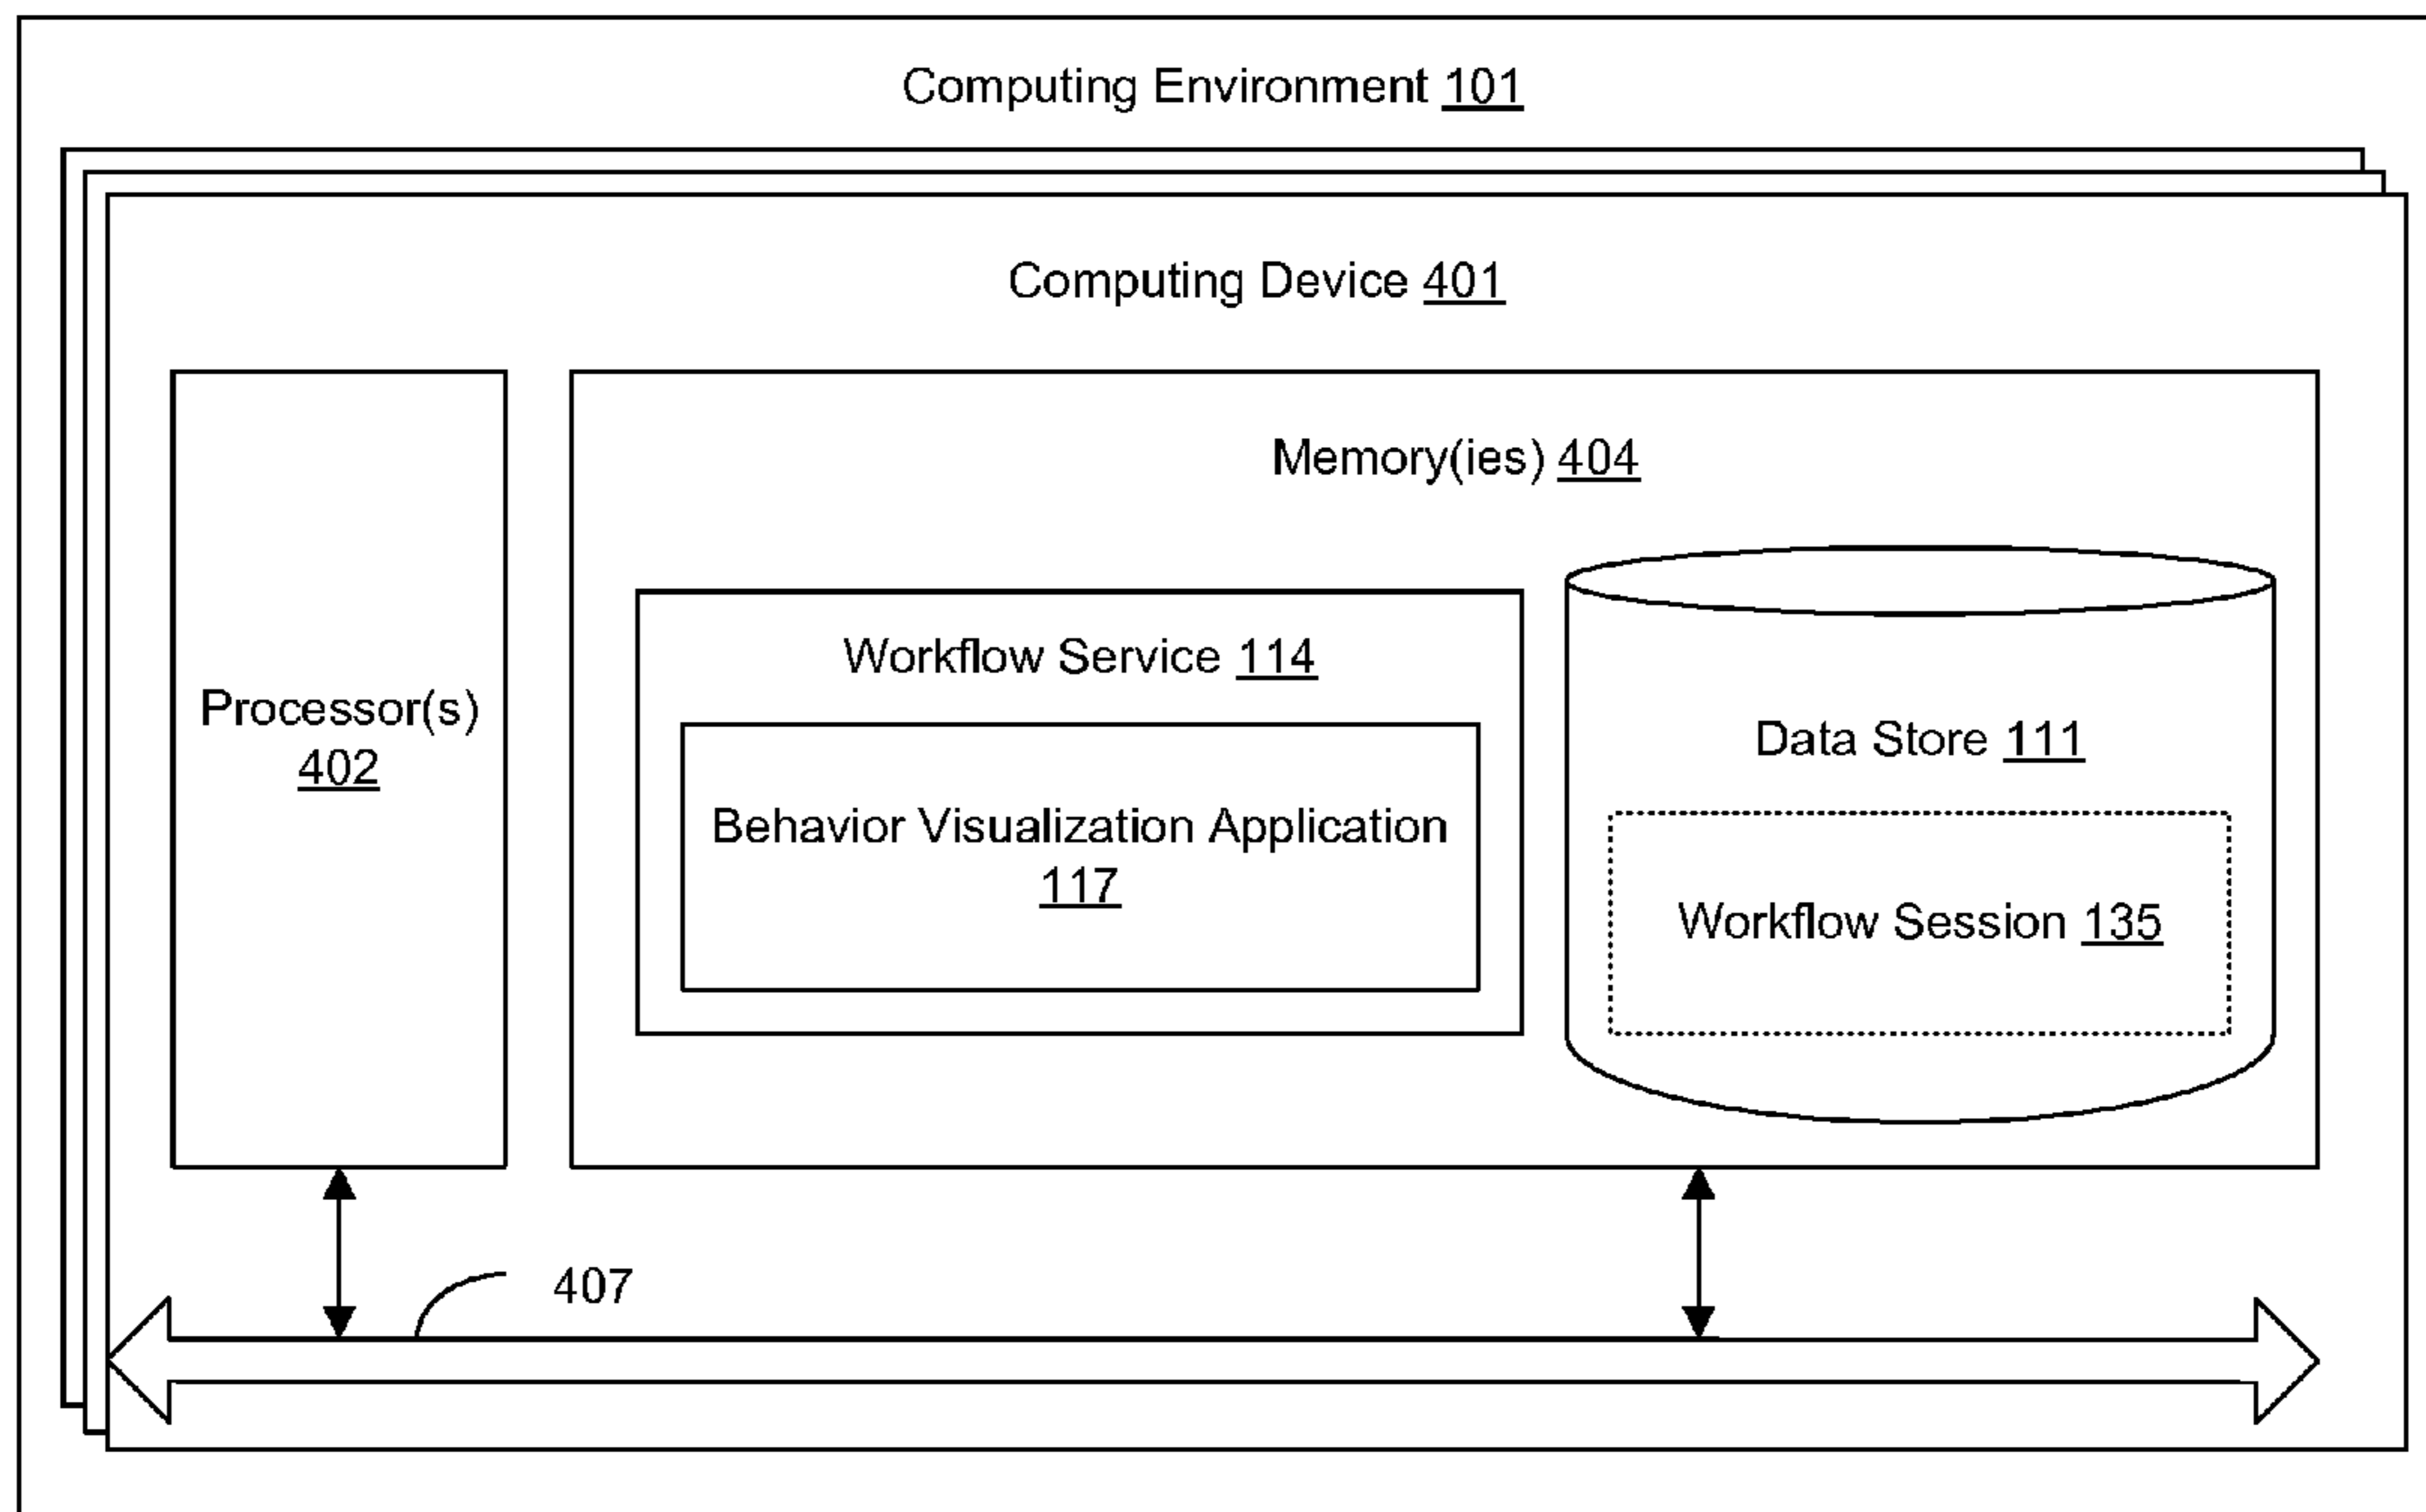 Computing Environment 101
Computing Device 401
Memory(ies) 404
Workflow Service 114
Processor(s)
402
Data Store 111
Behavior Visualization Application
117
Workflow Session 135
407